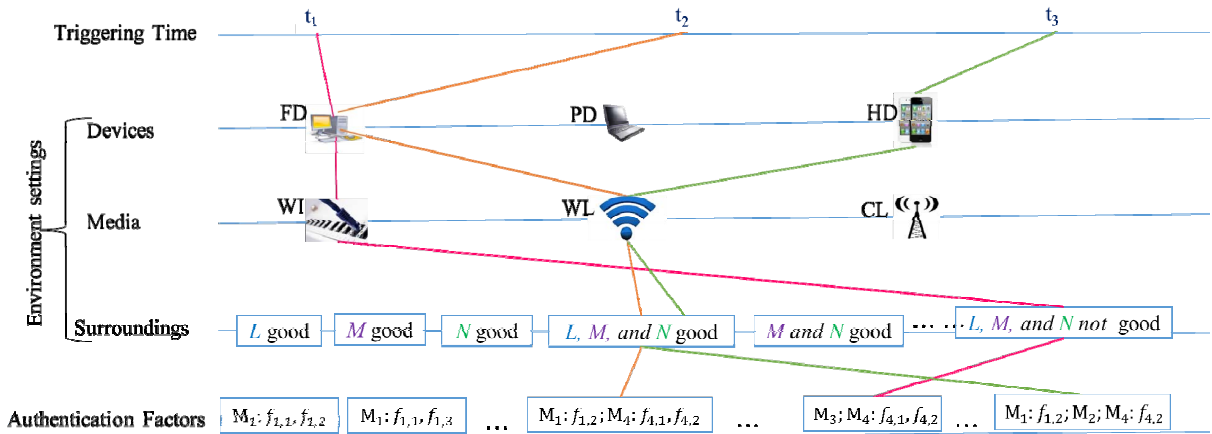 t₁ t₂ t₃
Triggering Time
FD PD HD
Devices
Environment settings
WI WL CL
Media
Surroundings
L good M good N good L, M, and N good M and N good ... ... L, M, and N not good
Authentication Factors
M₁: f₁,₁, f₁,₂ M₁: f₁,₁, f₁,₃ ... M₁: f₁,₂; M₄: f₄,₁, f₄,₂ ... M₃; M₄: f₄,₁, f₄,₂ ... M₁: f₁,₂; M₂; M₄: f₄,₂